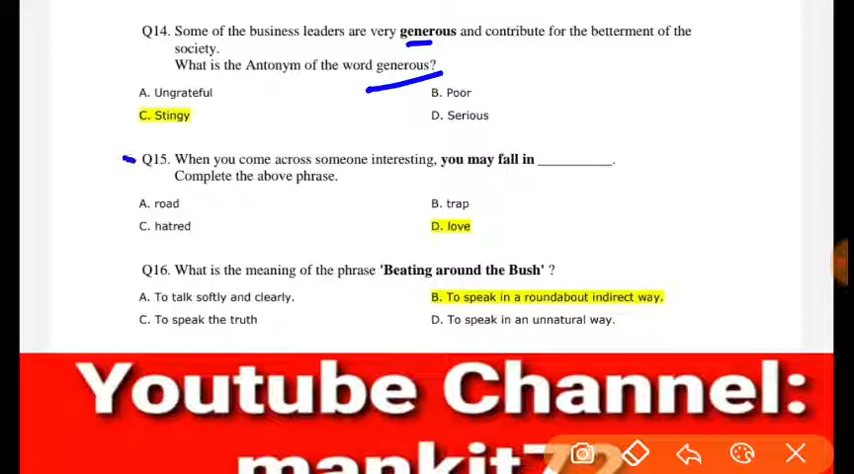 Q14. Some of the business leaders are very generous and contribute for the betterment of the
society.
What is the Antonym of the word generous?
A. Ungrateful
B. Poor
C. Stingy
D. Serious
Q15. When you come across someone interesting, you may fall in __________.
Complete the above phrase.
A. road
B. trap
C. hatred
D. love
Q16. What is the meaning of the phrase 'Beating around the Bush' ?
A. To talk softly and clearly.
B. To speak in a roundabout indirect way.
C. To speak the truth
D. To speak in an unnatural way.
Youtube Channel: